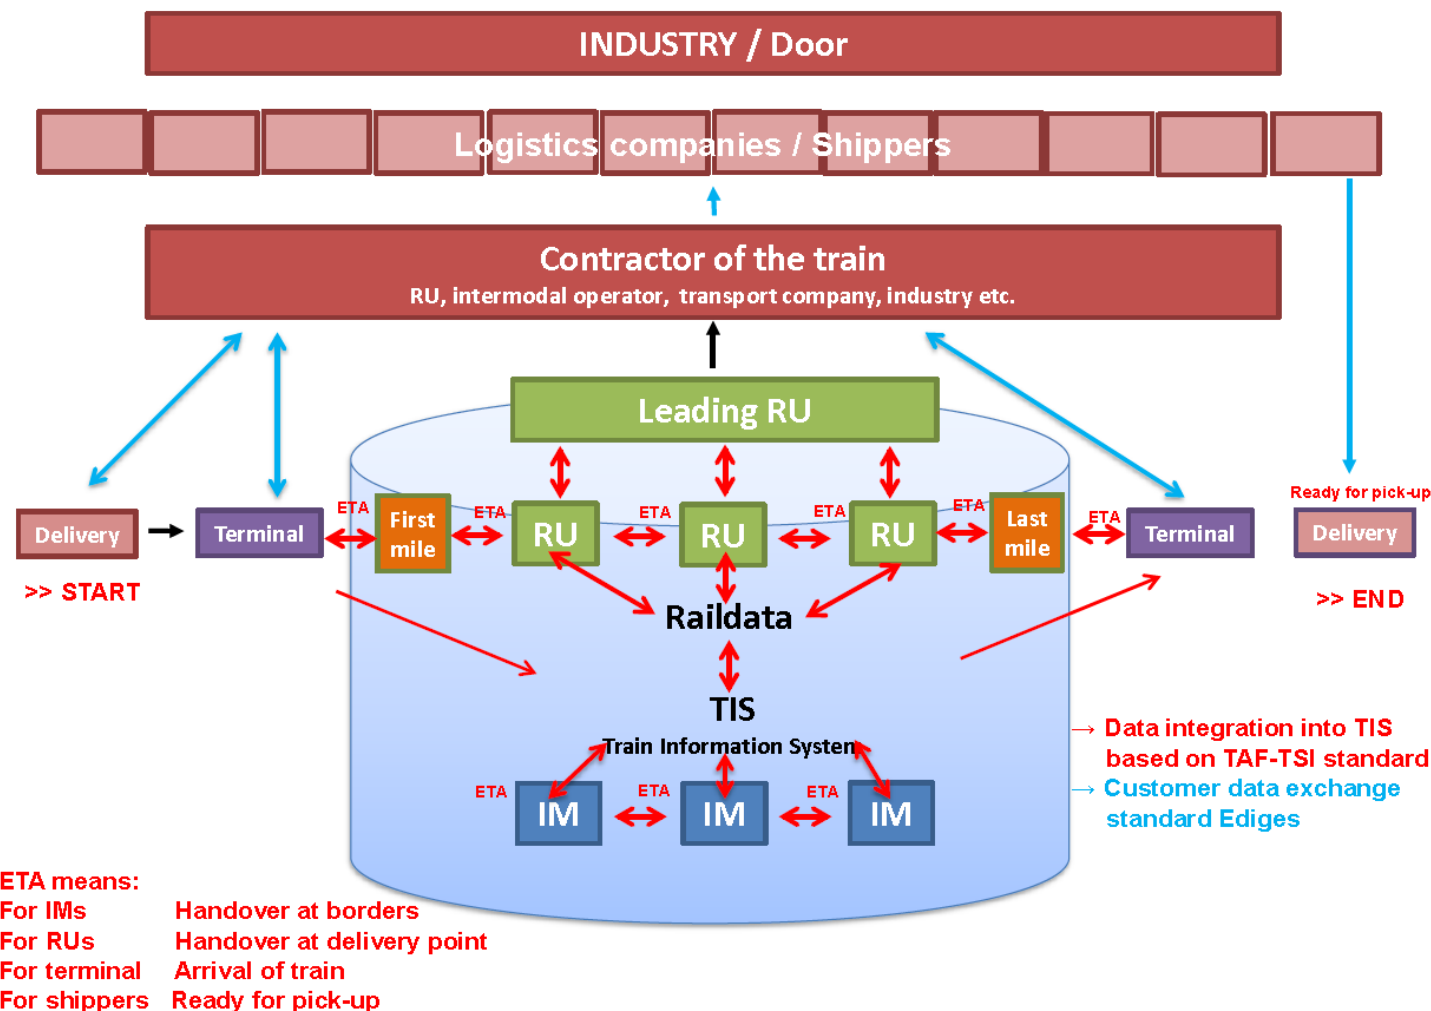 INDUSTRY / Door
Logistics companies / Shippers
Contractor of the train
RU, intermodal operator, transport company, industry etc.
Leading RU
Ready for pick-up
Delivery
Terminal
ETA
First
mile
ETA
RU
ETA
RU
ETA
RU
ETA
Last
mile
ETA
Terminal
Delivery
>> START
>> END
Raildata
TIS
Train Information System
ETA
IM
ETA
IM
ETA
IM
→ Data integration into TIS
based on TAF-TSI standard
→ Customer data exchange
standard Ediges
ETA means:
For IMs Handover at borders
For RUs Handover at delivery point
For terminal Arrival of train
For shippers Ready for pick-up